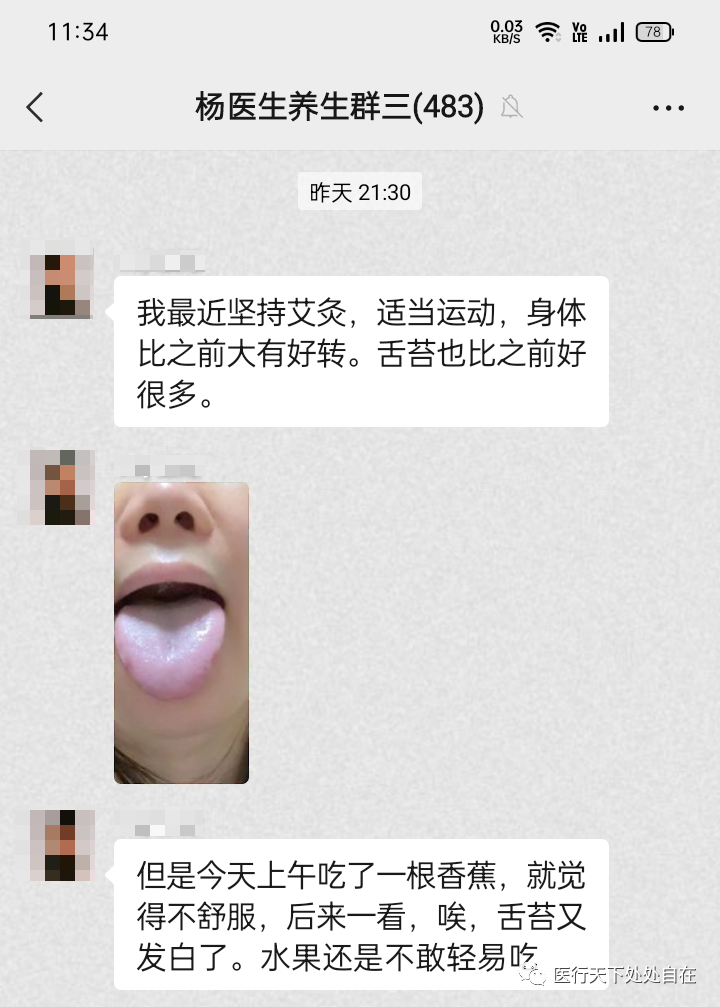 11:34
0.03
KB/S
Vo
LTE
78
杨医生养生群三(483)
昨天 21:30
我最近坚持艾灸，适当运动，身体
比之前大有好转。舌苔也比之前好
很多。
但是今天上午吃了一根香蕉，就觉
得不舒服，后来一看，唉，舌苔又
发白了。水果还是不敢轻易吃
医行天下处处自在